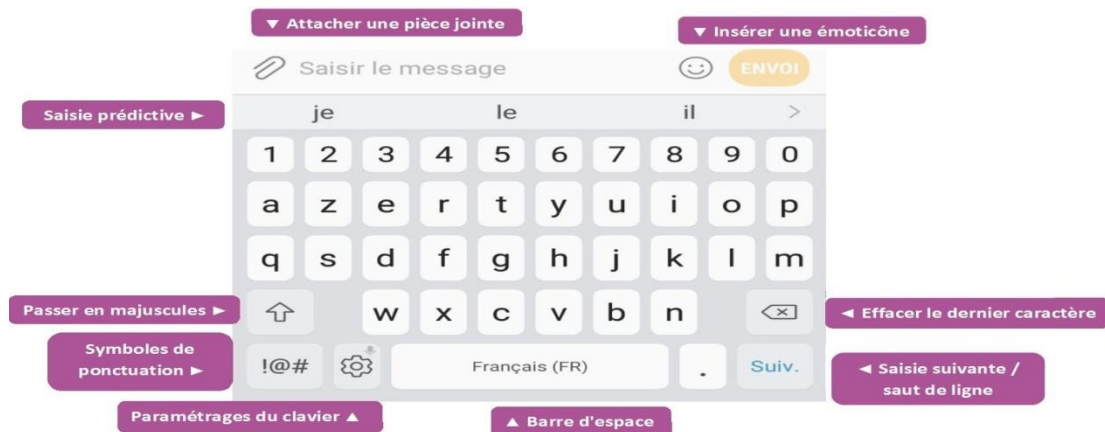 ▼ Attacher une pièce jointe
▼ Insérer une émoticône
Saisir le message
ENVOI
Saisie prédictive ►
je le il >
1 2 3 4 5 6 7 8 9 0
a z e r t y u i o p
q s d f g h j k l m
Passer en majuscules ►
w x c v b n
◄ Effacer le dernier caractère
Symboles de
ponctuation ►
!@# Français (FR) . Suiv.
◄ Saisie suivante /
saut de ligne
Paramétrages du clavier ▲
▲ Barre d'espace